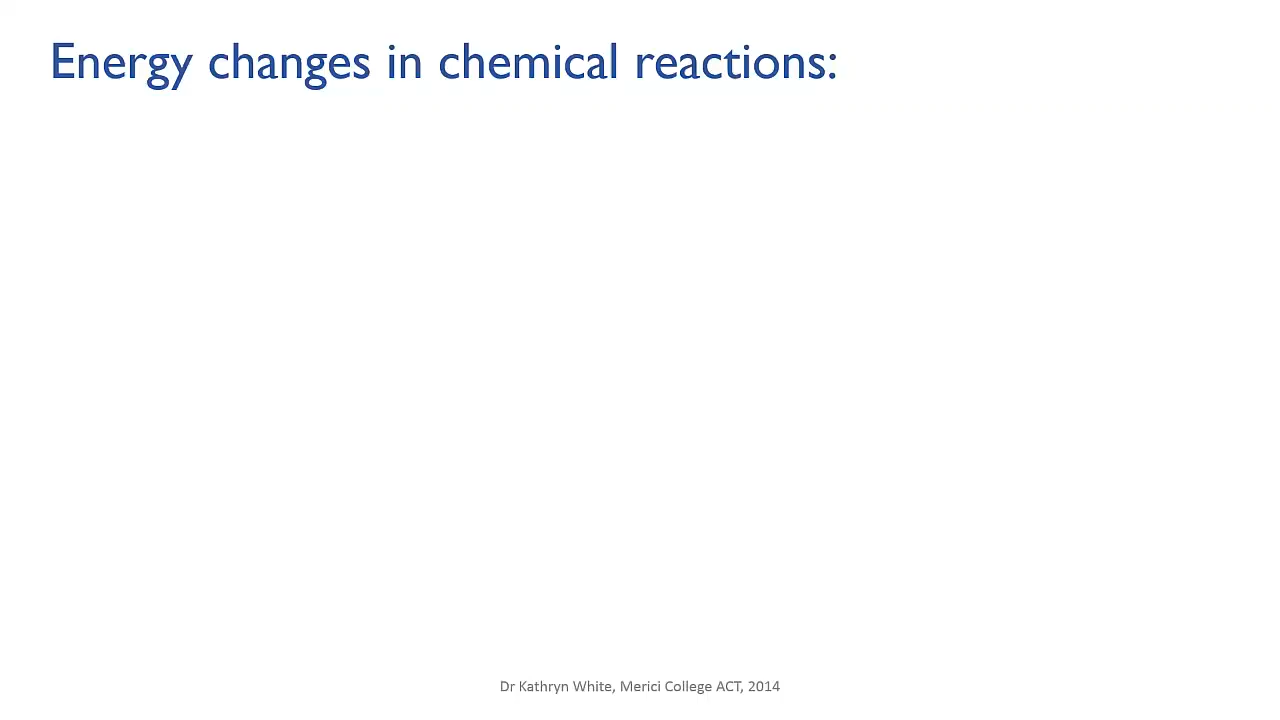 Energy changes in chemical reactions:
Dr Kathryn White, Merici College ACT, 2014